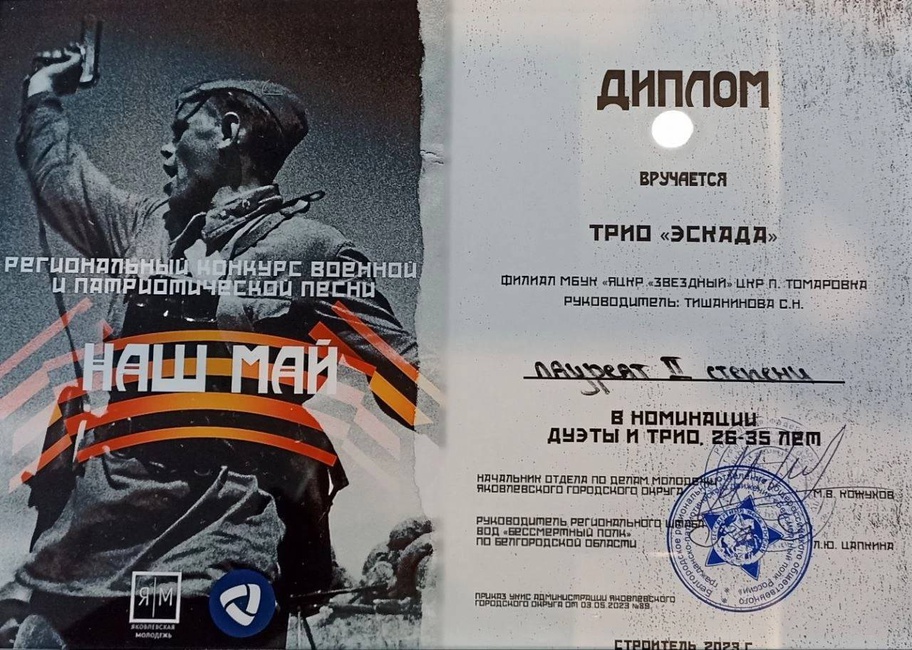 РЕГИОНАЛЬНЫЙ КОНКУРС ВОЕННОЙ
И ПАТРИОТИЧЕСКОЙ ПЕСНИ
НАШ МАЙ
Я М
ЯКОВЛЕВСКАЯ
МОЛОДЕЖЬ
ДИПЛОМ
ВРУЧАЕТСЯ
ТРИО «ЭСКАДА»
ФИЛИАЛ МБУК «ЯЦКР «ЗВЕЗДНЫЙ» ЦКР П. ТОМАРОВКА
РУКОВОДИТЕЛЬ: ТИШАНИНОВА С.Н.
лауреат II степени
В НОМИНАЦИИ
ДУЭТЫ И ТРИО, 26-35 ЛЕТ
НАЧАЛЬНИК ОТДЕЛА ПО ДЕЛАМ МОЛОДЕЖИ
ЯКОВЛЕВСКОГО ГОРОДСКОГО ОКРУГА
М.В. КОЖУХОВ
РУКОВОДИТЕЛЬ РЕГИОНАЛЬНОГО ШТАБА
ВОД «БЕССМЕРТНЫЙ ПОЛК»
ПО БЕЛГОРОДСКОЙ ОБЛАСТИ
Л.Ю. ЦАПКИНА
ПРИКАЗ УКМС АДМИНИСТРАЦИИ ЯКОВЛЕВСКОГО
ГОРОДСКОГО ОКРУГА ОТ 03.05.2023 №89.
СТРОИТЕЛЬ 2023 Г.